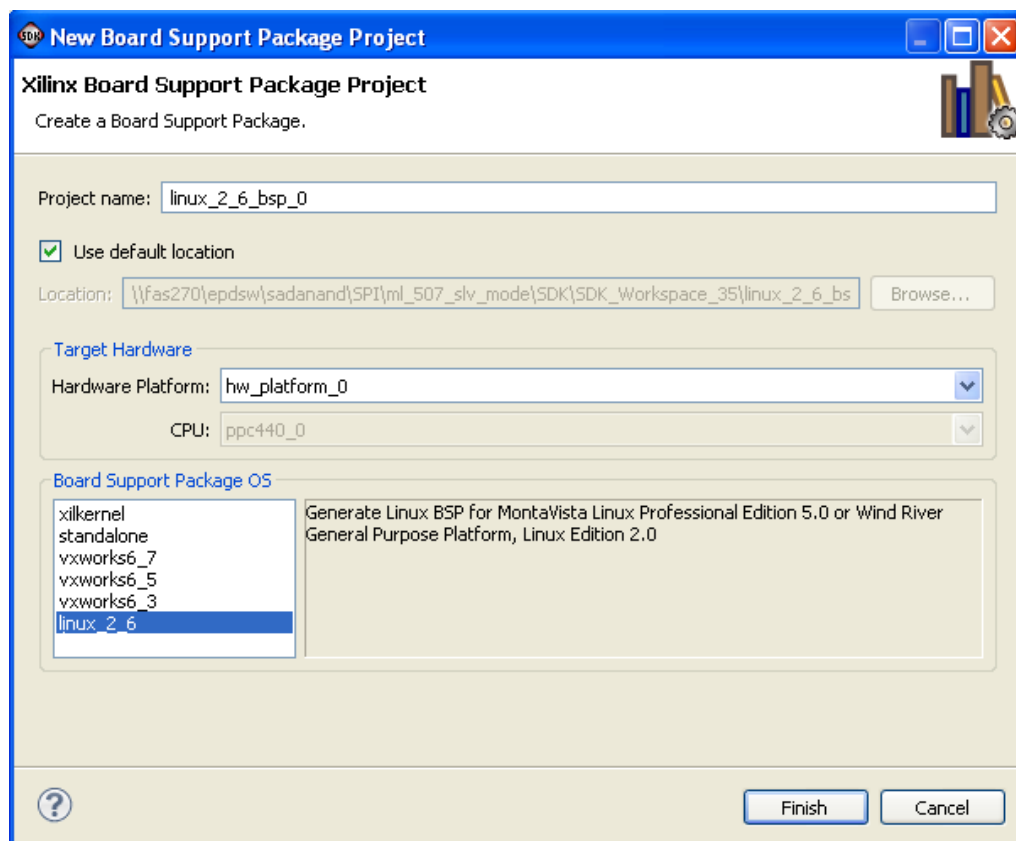 SDK New Board Support Package Project
Xilinx Board Support Package Project
Create a Board Support Package.
Project name: linux_2_6_bsp_0
Use default location
Location: \\fas270\epdsw\sadanand\SPI\ml_507_slv_mode\SDK\SDK_Workspace_35\linux_2_6_bs Browse...
Target Hardware
Hardware Platform: hw_platform_0
CPU: ppc440_0
Board Support Package OS
xilkernel
standalone
vxworks6_7
vxworks6_5
vxworks6_3
linux_2_6
Generate Linux BSP for MontaVista Linux Professional Edition 5.0 or Wind River
General Purpose Platform, Linux Edition 2.0
? Finish Cancel